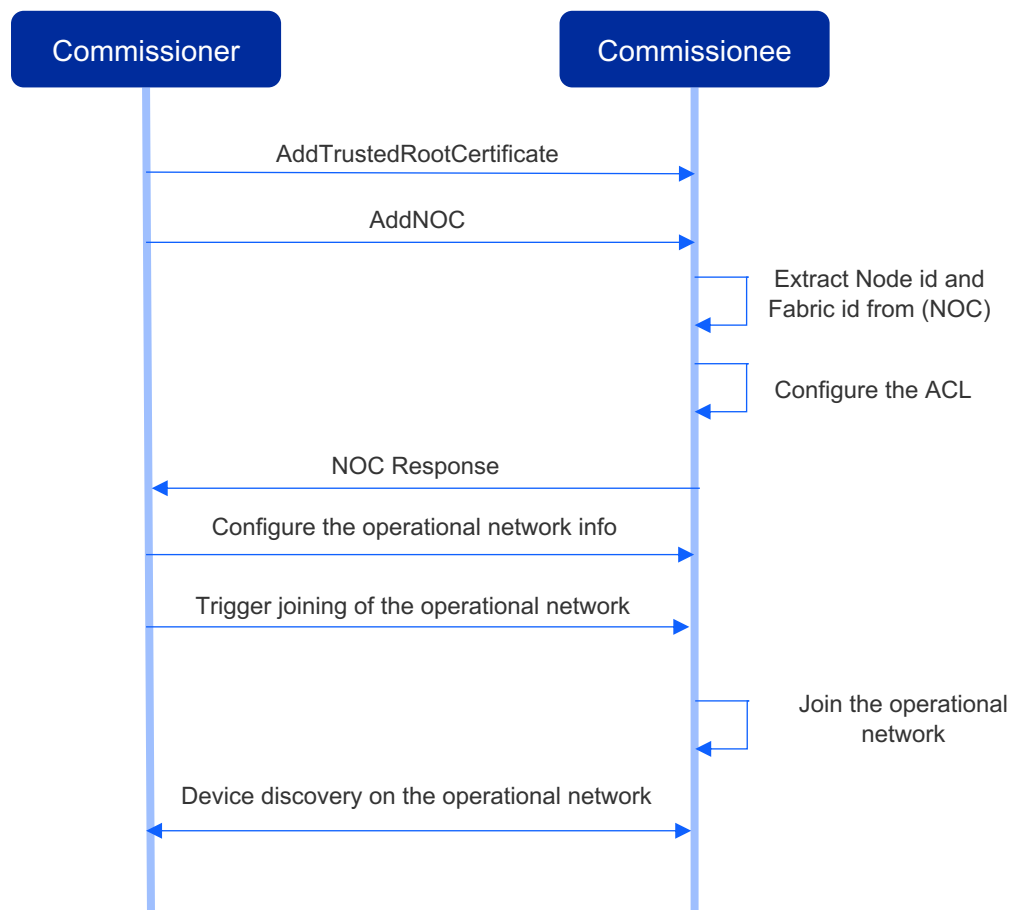 Commissioner
Commissionee
AddTrustedRootCertificate
AddNOC
Extract Node id and
Fabric id from (NOC)
Configure the ACL
NOC Response
Configure the operational network info
Trigger joining of the operational network
Join the operational
network
Device discovery on the operational network